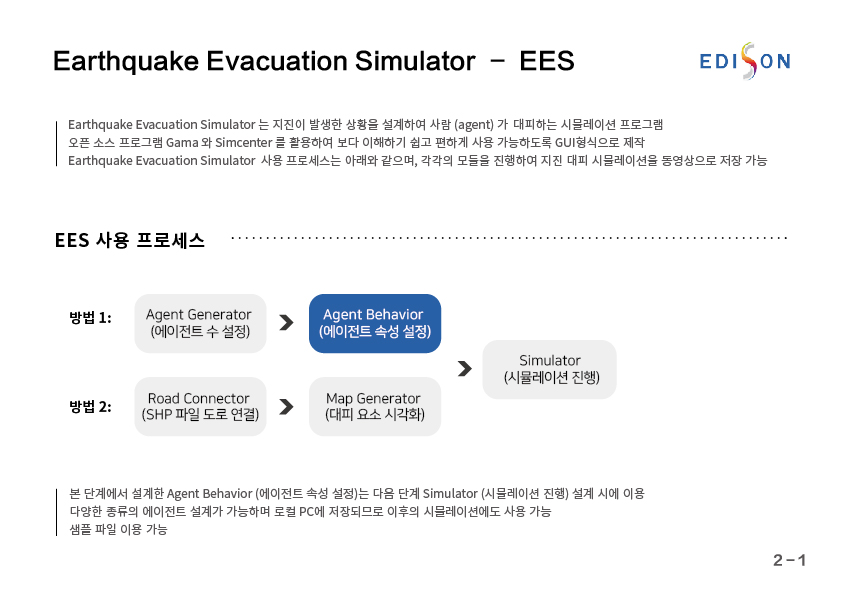 Earthquake Evacuation Simulator – EES
EDISON
Earthquake Evacuation Simulator 는 지진이 발생한 상황을 설계하여 사람 (agent) 가 대피하는 시뮬레이션 프로그램
오픈 소스 프로그램 Gama 와 Simcenter 를 활용하여 보다 이해하기 쉽고 편하게 사용 가능하도록 GUI형식으로 제작
Earthquake Evacuation Simulator 사용 프로세스는 아래와 같으며, 각각의 모듈을 진행하여 지진 대피 시뮬레이션을 동영상으로 저장 가능
EES 사용 프로세스
방법 1:
Agent Generator
(에이전트 수 설정)
Agent Behavior
(에이전트 속성 설정)
방법 2:
Road Connector
(SHP 파일 도로 연결)
Map Generator
(대피 요소 시각화)
Simulator
(시뮬레이션 진행)
본 단계에서 설계한 Agent Behavior (에이전트 속성 설정)는 다음 단계 Simulator (시뮬레이션 진행) 설계 시에 이용
다양한 종류의 에이전트 설계가 가능하며 로컬 PC에 저장되므로 이후의 시뮬레이션에도 사용 가능
샘플 파일 이용 가능
2–1